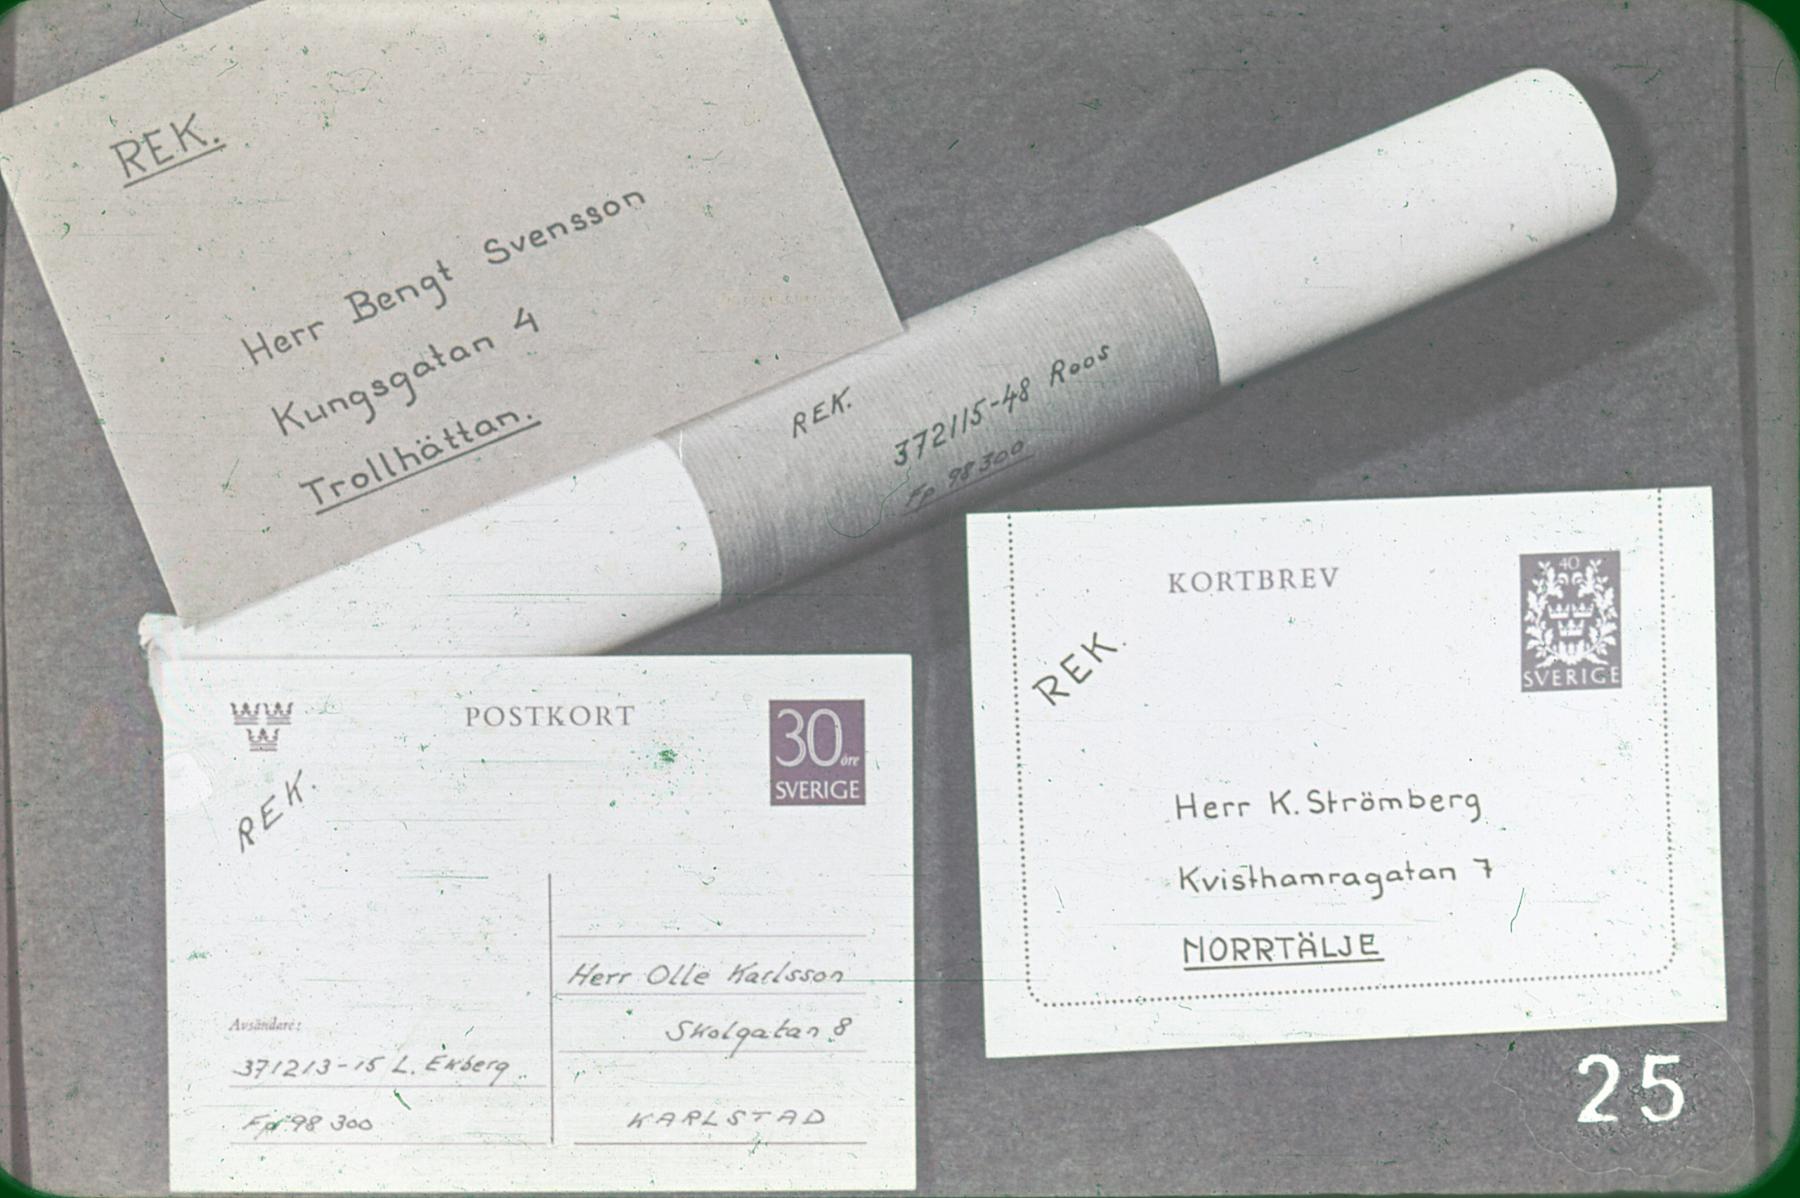 REK.
Herr Bengt Svensson
Kungsgatan 4
Trollhättan.
REK.
372115-48 Roos
Fp 98300
POSTKORT
30 öre
SVERIGE
REK.
Herr Olle Karlsson
Skolgatan 8
KARLSTAD
Avsändare:
371213-15 L. Ekberg
Fp 98 300
KORTBREV
40
SVERIGE
REK.
Herr K. Strömberg
Kvisthamragatan 7
NORRTÄLJE
25